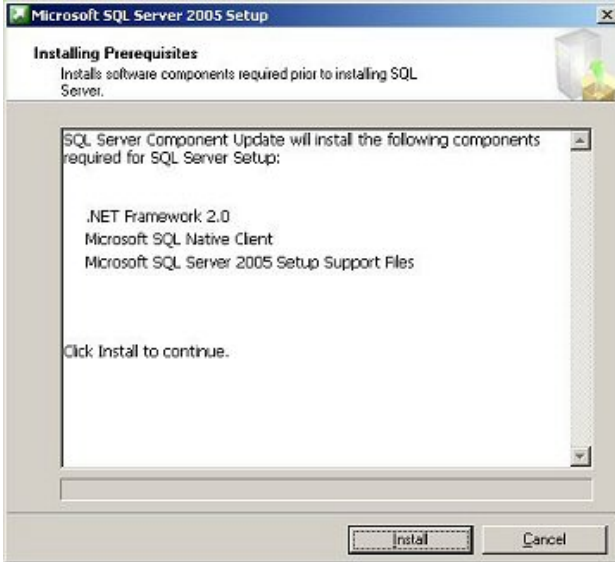 Microsoft SQL Server 2005 Setup
Installing Prerequisites
Installs software components required prior to installing SQL
Server.
SQL Server Component Update will install the following components
required for SQL Server Setup:
.NET Framework 2.0
Microsoft SQL Native Client
Microsoft SQL Server 2005 Setup Support Files
Click Install to continue.
Install
Cancel